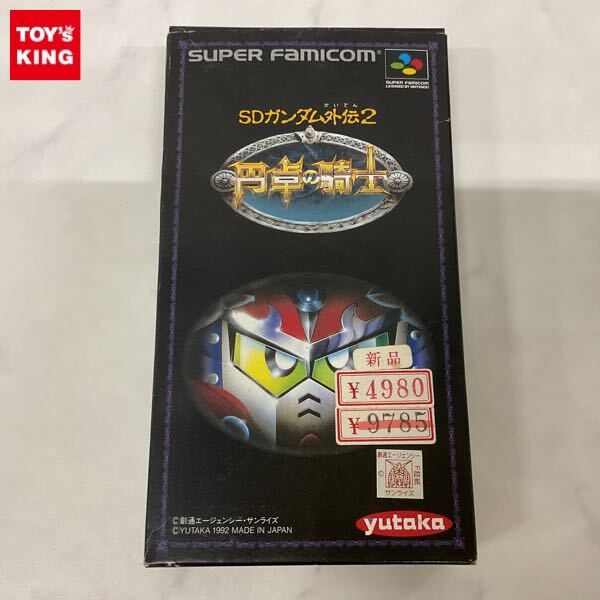 TOY's
KING
SUPER FAMICOM®
SUPER FAMICOM
LICENSED BY NINTENDO
がいでん
SDガンダム外伝2
円卓の騎士
新品
¥4980
¥9785
創通エージェンシー
©
サンライズ
©創通エージェンシー・サンライズ
©YUTAKA 1992 MADE IN JAPAN
yutaka